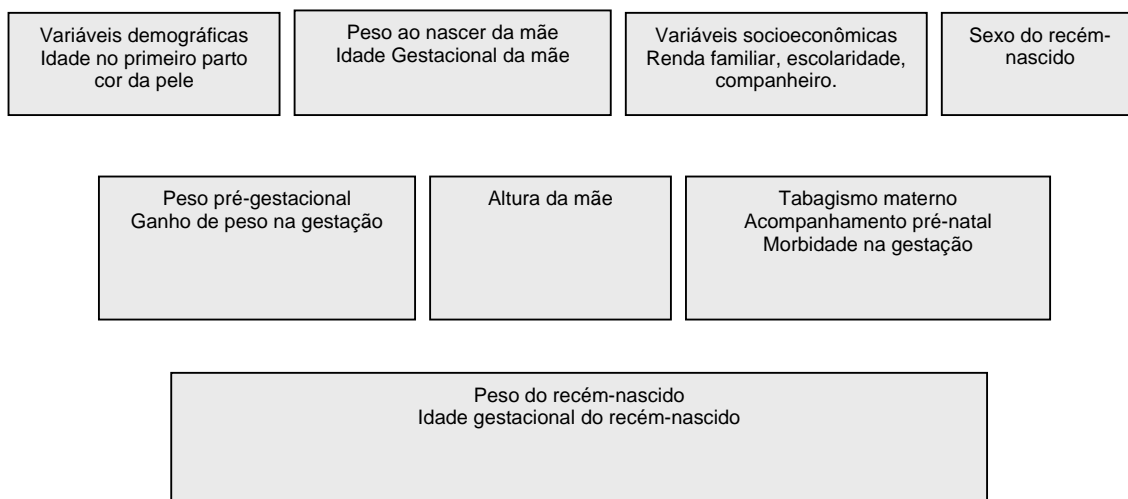 Variáveis demográficas
Idade no primeiro parto
cor da pele
Peso ao nascer da mãe
Idade Gestacional da mãe
Variáveis socioeconômicas
Renda familiar, escolaridade,
companheiro.
Sexo do recém-
nascido
Peso pré-gestacional
Ganho de peso na gestação
Altura da mãe
Tabagismo materno
Acompanhamento pré-natal
Morbidade na gestação
Peso do recém-nascido
Idade gestacional do recém-nascido